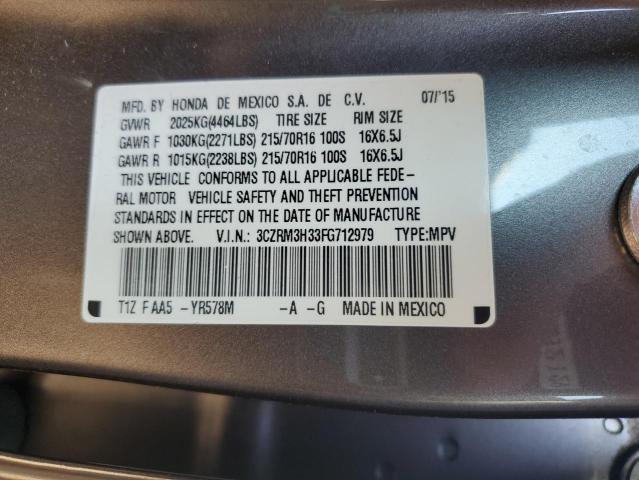 MFD. BY HONDA DE MEXICO S.A. DE C.V. 07/'15
GVWR 2025KG(4464LBS) TIRE SIZE RIM SIZE
GAWR F 1030KG(2271LBS) 215/70R16 100S 16X6.5J
GAWR R 1015KG(2238LBS) 215/70R16 100S 16X6.5J
THIS VEHICLE CONFORMS TO ALL APPLICABLE FEDE-
RAL MOTOR VEHICLE SAFETY AND THEFT PREVENTION
STANDARDS IN EFFECT ON THE DATE OF MANUFACTURE
SHOWN ABOVE. V.I.N.: 3CZRM3H33FG712979 TYPE:MPV
T1Z F AA5 -YR578M -A -G MADE IN MEXICO